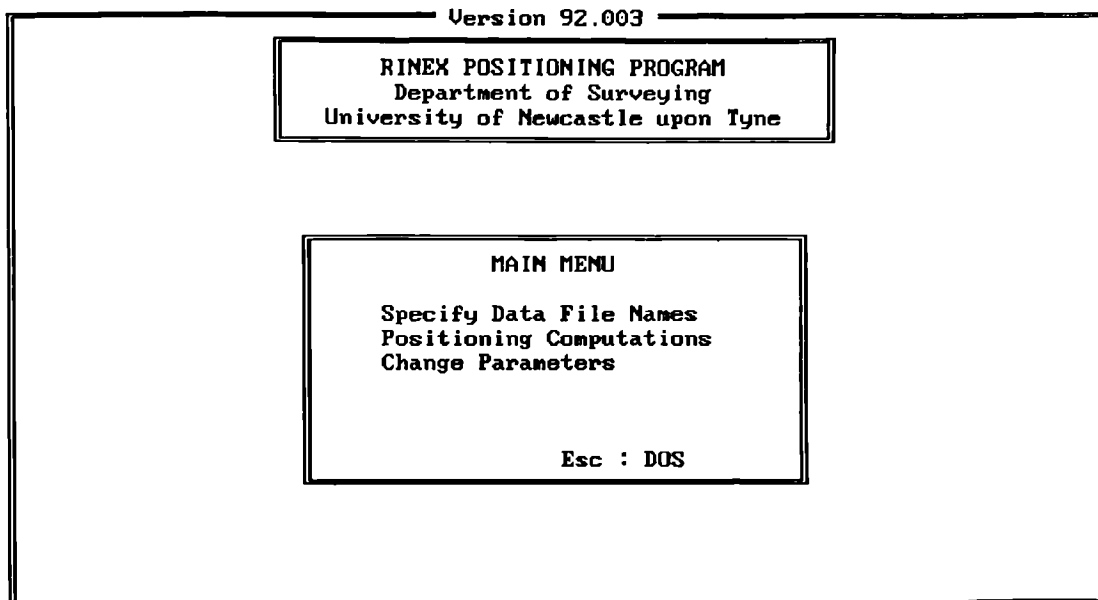 Version 92.003
RINEX POSITIONING PROGRAM
Department of Surveying
University of Newcastle upon Tyne
MAIN MENU
Specify Data File Names
Positioning Computations
Change Parameters
Esc : DOS